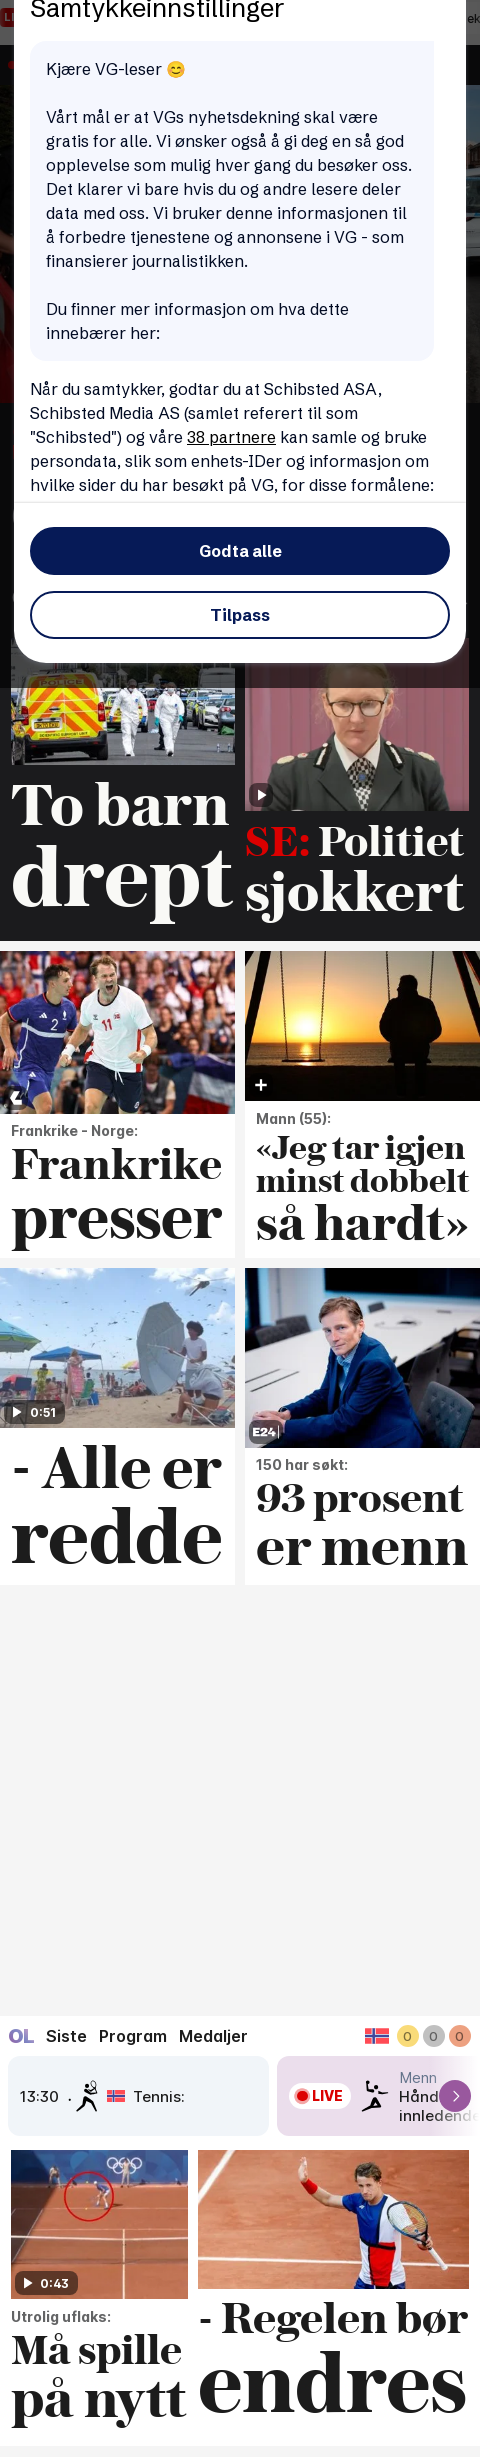 Samtykkeinnstillinger
Kjære VG-leser 😊
Vårt mål er at VGs nyhetsdekning skal være
gratis for alle. Vi ønsker også å gi deg en så god
opplevelse som mulig hver gang du besøker oss.
Det klarer vi bare hvis du og andre lesere deler
data med oss. Vi bruker denne informasjonen til
å forbedre tjenestene og annonsene i VG - som
finansierer journalistikken.
Du finner mer informasjon om hva dette
innebærer her:
Når du samtykker, godtar du at Schibsted ASA,
Schibsted Media AS (samlet referert til som
"Schibsted") og våre 38 partnere kan samle og bruke
persondata, slik som enhets-IDer og informasjon om
hvilke sider du har besøkt på VG, for disse formålene:
Godta alle
Tilpass
POLICE
To barn
drept
SE: Politiet
sjokkert
2
11
Frankrike - Norge:
Frankrike
presser
+
Mann (55):
«Jeg tar igjen
minst dobbelt
så hardt»
0:51
- Alle er
redde
E24
150 har søkt:
93 prosent
er menn
OL Siste Program Medaljer
0 0 0
13:30 · Tennis:
LIVE
Menn
Hånd
innledende
0:43
Utrolig uflaks:
Må spille
på nytt
- Regelen bør
endres